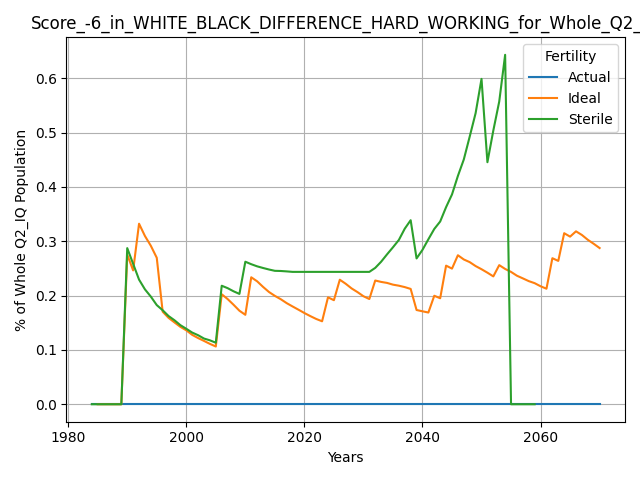 Score_-6_in_WHITE_BLACK_DIFFERENCE_HARD_WORKING_for_Whole_Q2_
Fertility
Actual
Ideal
Sterile
% of Whole Q2_IQ Population
0.6
0.5
0.4
0.3
0.2
0.1
0.0
1980 2000 2020 2040 2060
Years